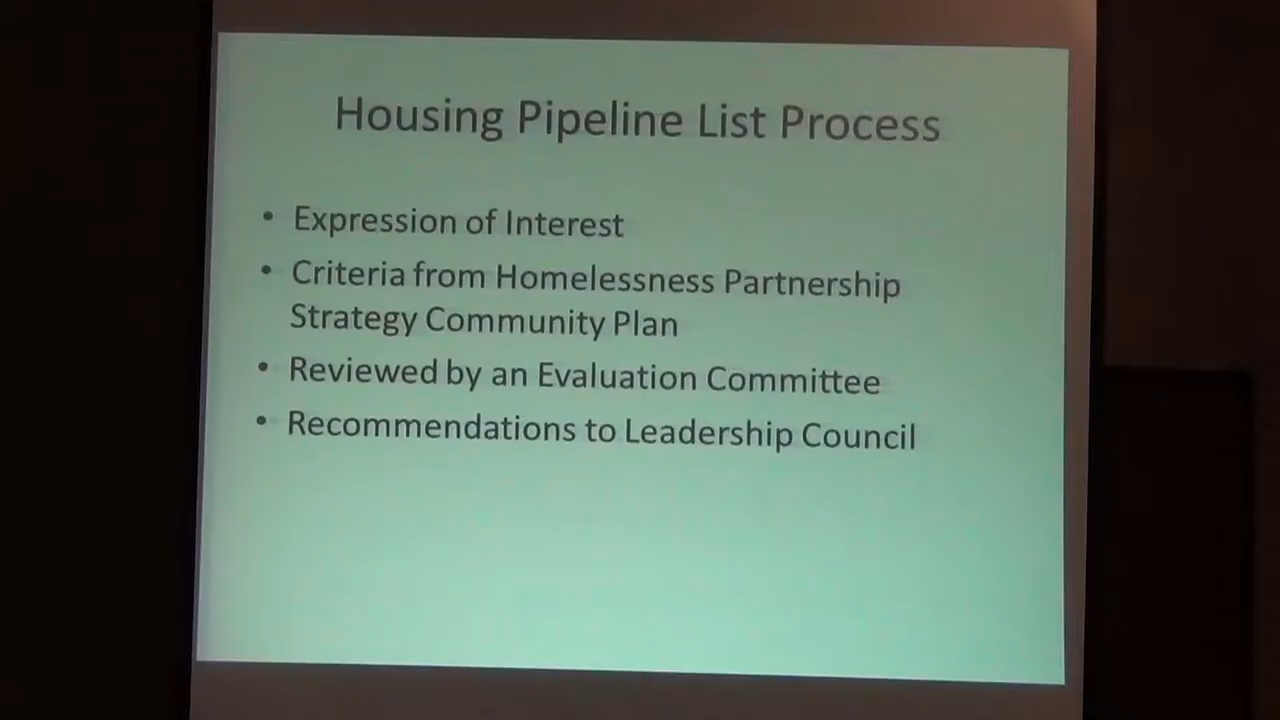 Housing Pipeline List Process
• Expression of Interest
• Criteria from Homelessness Partnership
Strategy Community Plan
• Reviewed by an Evaluation Committee
• Recommendations to Leadership Council